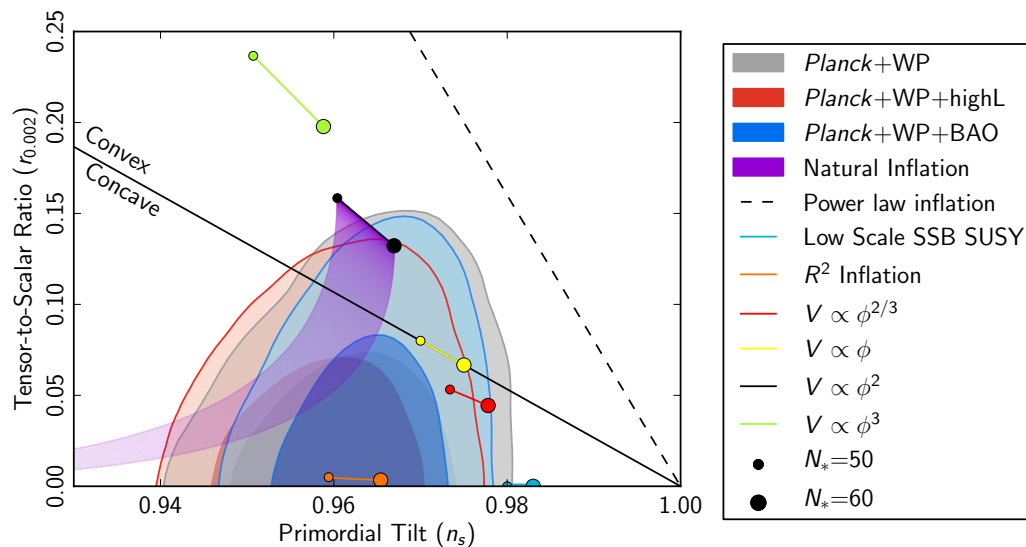 Tensor-to-Scalar Ratio (r0.002)
0.25
0.20
0.15
0.10
0.05
0.00
Convex
Concave
0.94
0.96
0.98
1.00
Primordial Tilt (ns)
Planck+WP
Planck+WP+highL
Planck+WP+BAO
Natural Inflation
Power law inflation
Low Scale SSB SUSY
R² Inflation
V ∝ ϕ^2/3
V ∝ ϕ
V ∝ ϕ²
V ∝ ϕ³
N*=50
N*=60